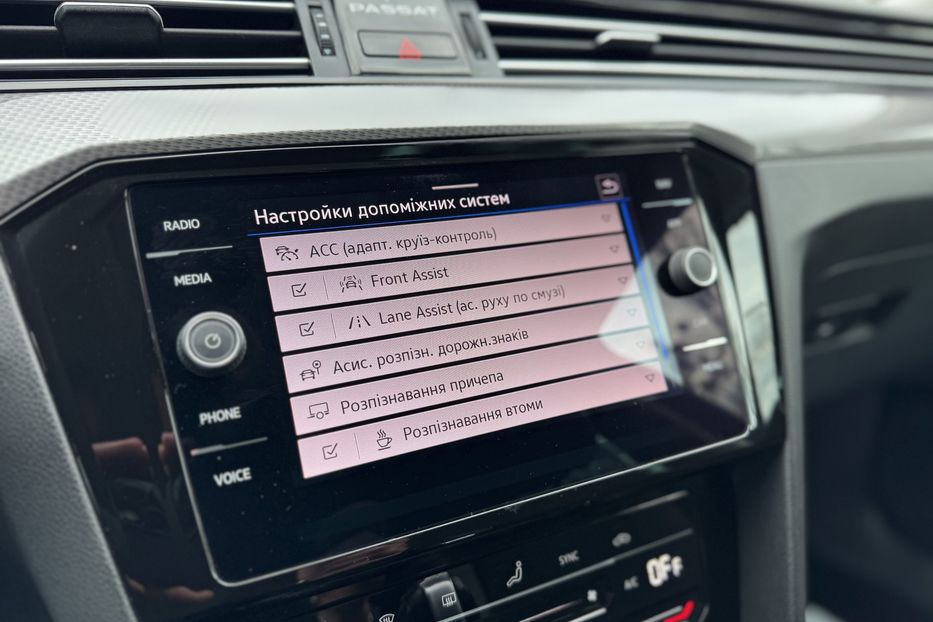 PASSAT
RADIO
MEDIA
PHONE
VOICE
Настройки допоміжних систем
ACC (адапт. круїз-контроль)
Front Assist
Lane Assist (ас. руху по смузі)
Асис. розпізн. дорожн.знаків
Розпізнавання причепа
Розпізнавання втоми
SYNC
A/C
OFF